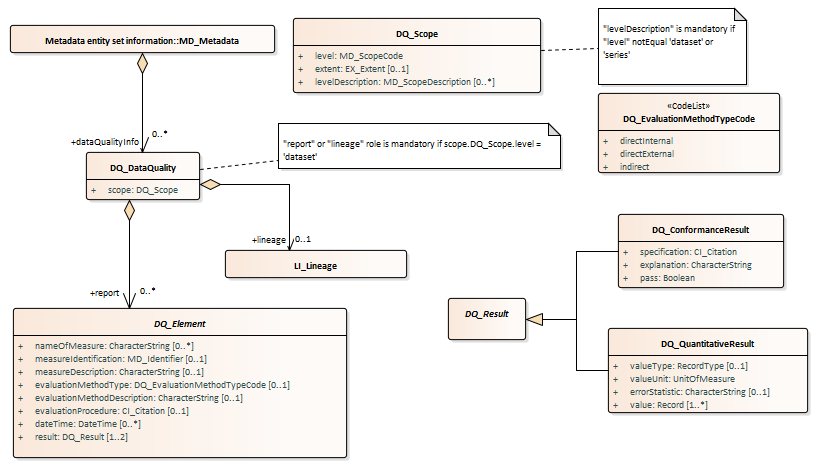 Metadata entity set information::MD_Metadata
DQ_Scope
+ level: MD_ScopeCode
+ extent: EX_Extent [0..1]
+ levelDescription: MD_ScopeDescription [0..*]
"levelDescription" is mandatory if
"level" notEqual 'dataset' or
'series'
«CodeList»
DQ_EvaluationMethodTypeCode
+ directInternal
+ directExternal
+ indirect
+dataQualityInfo
0..*
"report" or "lineage" role is mandatory if scope.DQ_Scope.level =
'dataset'
DQ_DataQuality
+ scope: DQ_Scope
+lineage
0..1
LI_Lineage
+report
0..*
DQ_Element
+ nameOfMeasure: CharacterString [0..*]
+ measureIdentification: MD_Identifier [0..1]
+ measureDescription: CharacterString [0..1]
+ evaluationMethodType: DQ_EvaluationMethodTypeCode [0..1]
+ evaluationMethodDescription: CharacterString [0..1]
+ evaluationProcedure: CI_Citation [0..1]
+ dateTime: DateTime [0..*]
+ result: DQ_Result [1..2]
DQ_Result
DQ_ConformanceResult
+ specification: CI_Citation
+ explanation: CharacterString
+ pass: Boolean
DQ_QuantitativeResult
+ valueType: RecordType [0..1]
+ valueUnit: UnitOfMeasure
+ errorStatistic: CharacterString [0..1]
+ value: Record [1..*]